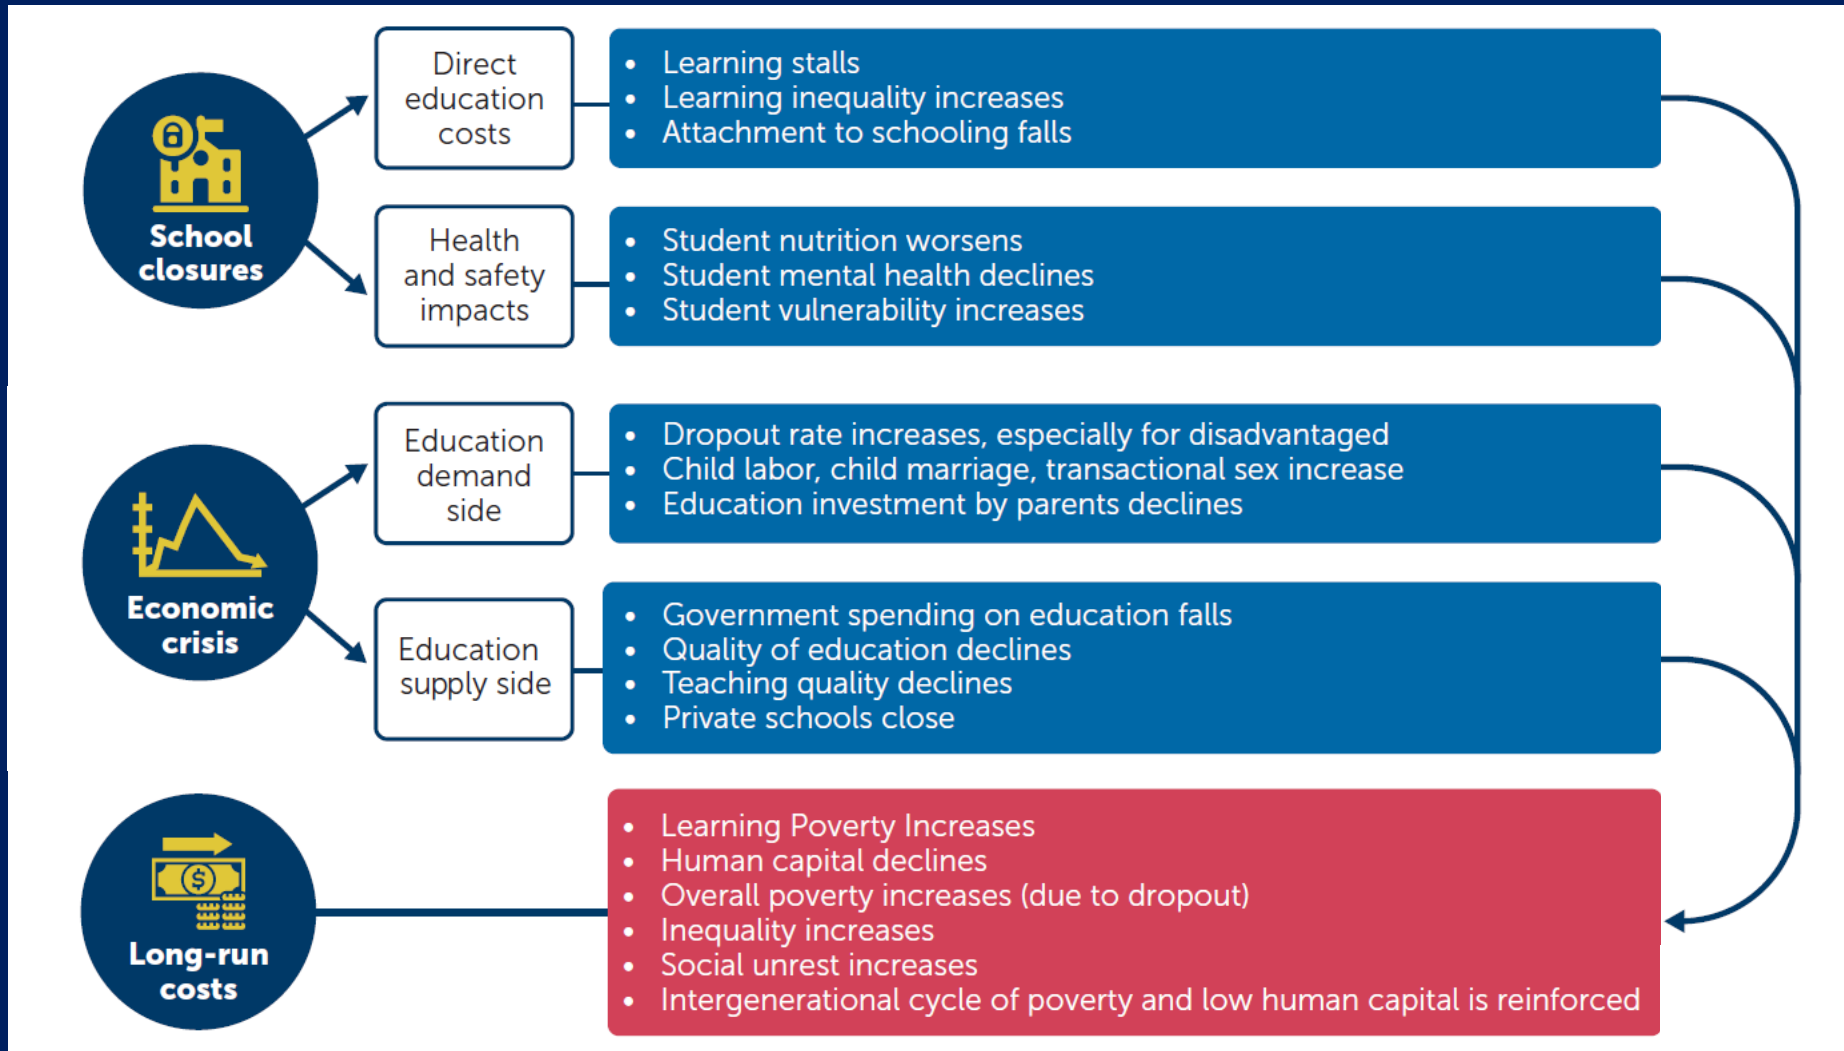 School
closures
Direct
education
costs
• Learning stalls
• Learning inequality increases
• Attachment to schooling falls
Health
and safety
impacts
• Student nutrition worsens
• Student mental health declines
• Student vulnerability increases
Economic
crisis
Education
demand
side
• Dropout rate increases, especially for disadvantaged
• Child labor, child marriage, transactional sex increase
• Education investment by parents declines
Education
supply side
• Government spending on education falls
• Quality of education declines
• Teaching quality declines
• Private schools close
$
Long-run
costs
• Learning Poverty Increases
• Human capital declines
• Overall poverty increases (due to dropout)
• Inequality increases
• Social unrest increases
• Intergenerational cycle of poverty and low human capital is reinforced